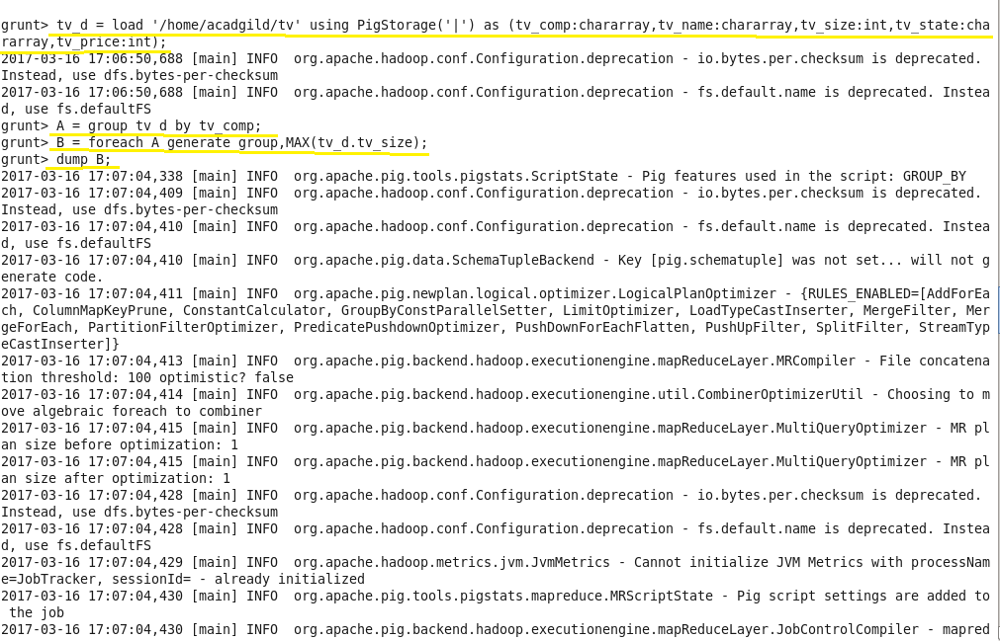 grunt> tv_d = load '/home/acadgild/tv' using PigStorage('|') as (tv_comp:chararray,tv_name:chararray,tv_size:int,tv_state:cha
rarray,tv_price:int);
2017-03-16 17:06:50,688 [main] INFO  org.apache.hadoop.conf.Configuration.deprecation - io.bytes.per.checksum is deprecated.
Instead, use dfs.bytes-per-checksum
2017-03-16 17:06:50,688 [main] INFO  org.apache.hadoop.conf.Configuration.deprecation - fs.default.name is deprecated. Instea
d, use fs.defaultFS
grunt> A = group tv_d by tv_comp;
grunt> B = foreach A generate group,MAX(tv_d.tv_size);
grunt> dump B;
2017-03-16 17:07:04,338 [main] INFO  org.apache.pig.tools.pigstats.ScriptState - Pig features used in the script: GROUP_BY
2017-03-16 17:07:04,409 [main] INFO  org.apache.hadoop.conf.Configuration.deprecation - io.bytes.per.checksum is deprecated.
Instead, use dfs.bytes-per-checksum
2017-03-16 17:07:04,410 [main] INFO  org.apache.hadoop.conf.Configuration.deprecation - fs.default.name is deprecated. Instea
d, use fs.defaultFS
2017-03-16 17:07:04,410 [main] INFO  org.apache.pig.data.SchemaTupleBackend - Key [pig.schematuple] was not set... will not g
enerate code.
2017-03-16 17:07:04,411 [main] INFO  org.apache.pig.newplan.logical.optimizer.LogicalPlanOptimizer - {RULES_ENABLED=[AddForEa
ch, ColumnMapKeyPrune, ConstantCalculator, GroupByConstParallelSetter, LimitOptimizer, LoadTypeCastInserter, MergeFilter, Mer
geForEach, PartitionFilterOptimizer, PredicatePushdownOptimizer, PushDownForEachFlatten, PushUpFilter, SplitFilter, StreamTyp
eCastInserter]}
2017-03-16 17:07:04,413 [main] INFO  org.apache.pig.backend.hadoop.executionengine.mapReduceLayer.MRCompiler - File concatena
tion threshold: 100 optimistic? false
2017-03-16 17:07:04,414 [main] INFO  org.apache.pig.backend.hadoop.executionengine.util.CombinerOptimizerUtil - Choosing to m
ove algebraic foreach to combiner
2017-03-16 17:07:04,415 [main] INFO  org.apache.pig.backend.hadoop.executionengine.mapReduceLayer.MultiQueryOptimizer - MR pl
an size before optimization: 1
2017-03-16 17:07:04,415 [main] INFO  org.apache.pig.backend.hadoop.executionengine.mapReduceLayer.MultiQueryOptimizer - MR pl
an size after optimization: 1
2017-03-16 17:07:04,428 [main] INFO  org.apache.hadoop.conf.Configuration.deprecation - io.bytes.per.checksum is deprecated.
Instead, use dfs.bytes-per-checksum
2017-03-16 17:07:04,428 [main] INFO  org.apache.hadoop.conf.Configuration.deprecation - fs.default.name is deprecated. Instea
d, use fs.defaultFS
2017-03-16 17:07:04,429 [main] INFO  org.apache.hadoop.metrics.jvm.JvmMetrics - Cannot initialize JVM Metrics with processNam
e=JobTracker, sessionId= - already initialized
2017-03-16 17:07:04,430 [main] INFO  org.apache.pig.tools.pigstats.mapreduce.MRScriptState - Pig script settings are added to
 the job
2017-03-16 17:07:04,430 [main] INFO  org.apache.pig.backend.hadoop.executionengine.mapReduceLayer.JobControlCompiler - mapred